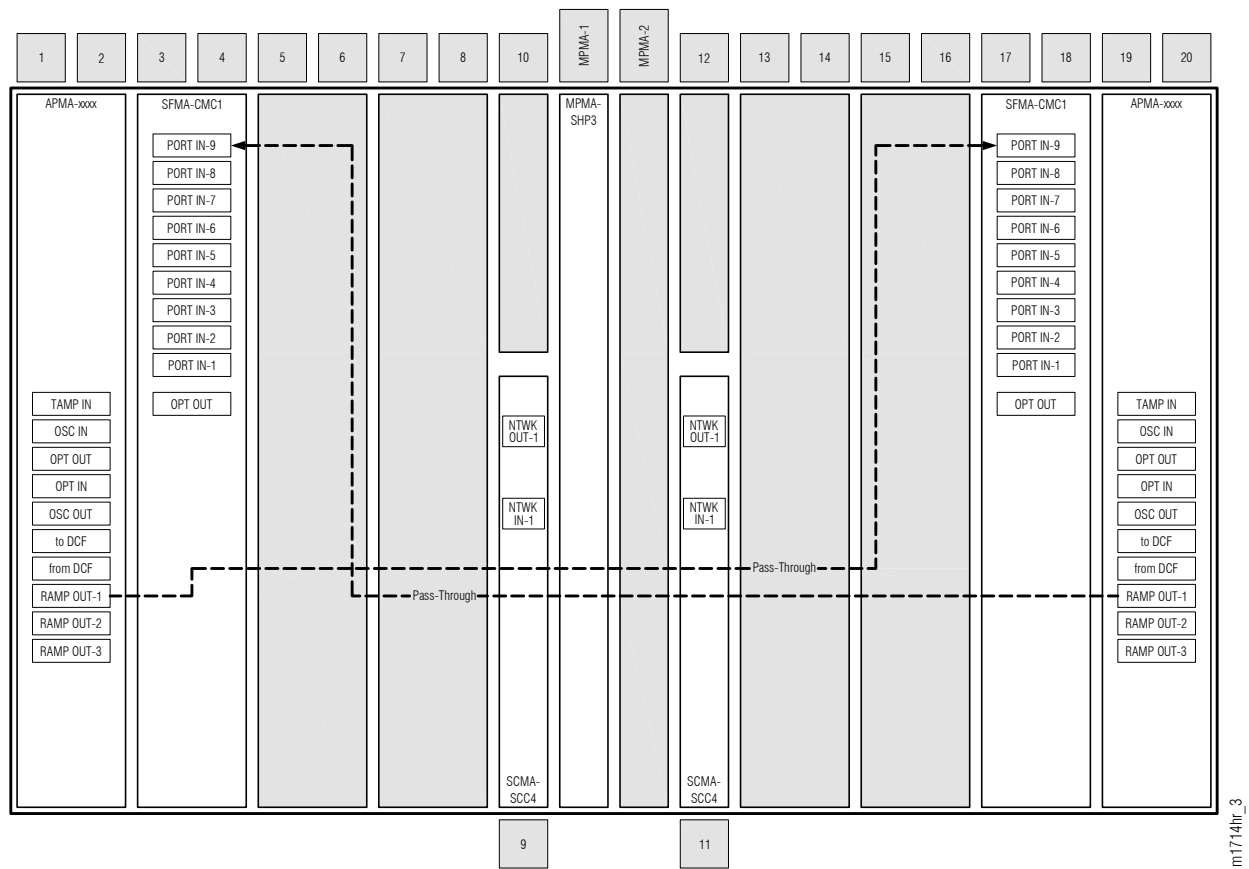 1
2
3
4
5
6
7
8
10
MPMA-1
MPMA-2
12
13
14
15
16
17
18
19
20
APMA-xxxx
SFMA-CMC1
MPMA-
SHP3
SFMA-CMC1
APMA-xxxx
PORT IN-9
PORT IN-8
PORT IN-7
PORT IN-6
PORT IN-5
PORT IN-4
PORT IN-3
PORT IN-2
PORT IN-1
OPT OUT
PORT IN-9
PORT IN-8
PORT IN-7
PORT IN-6
PORT IN-5
PORT IN-4
PORT IN-3
PORT IN-2
PORT IN-1
OPT OUT
TAMP IN
OSC IN
OPT OUT
OPT IN
OSC OUT
to DCF
from DCF
RAMP OUT-1
RAMP OUT-2
RAMP OUT-3
NTWK
OUT-1
NTWK
IN-1
NTWK
OUT-1
NTWK
IN-1
TAMP IN
OSC IN
OPT OUT
OPT IN
OSC OUT
to DCF
from DCF
RAMP OUT-1
RAMP OUT-2
RAMP OUT-3
Pass-Through
Pass-Through
SCMA-
SCC4
SCMA-
SCC4
9
11
m1714hr_3